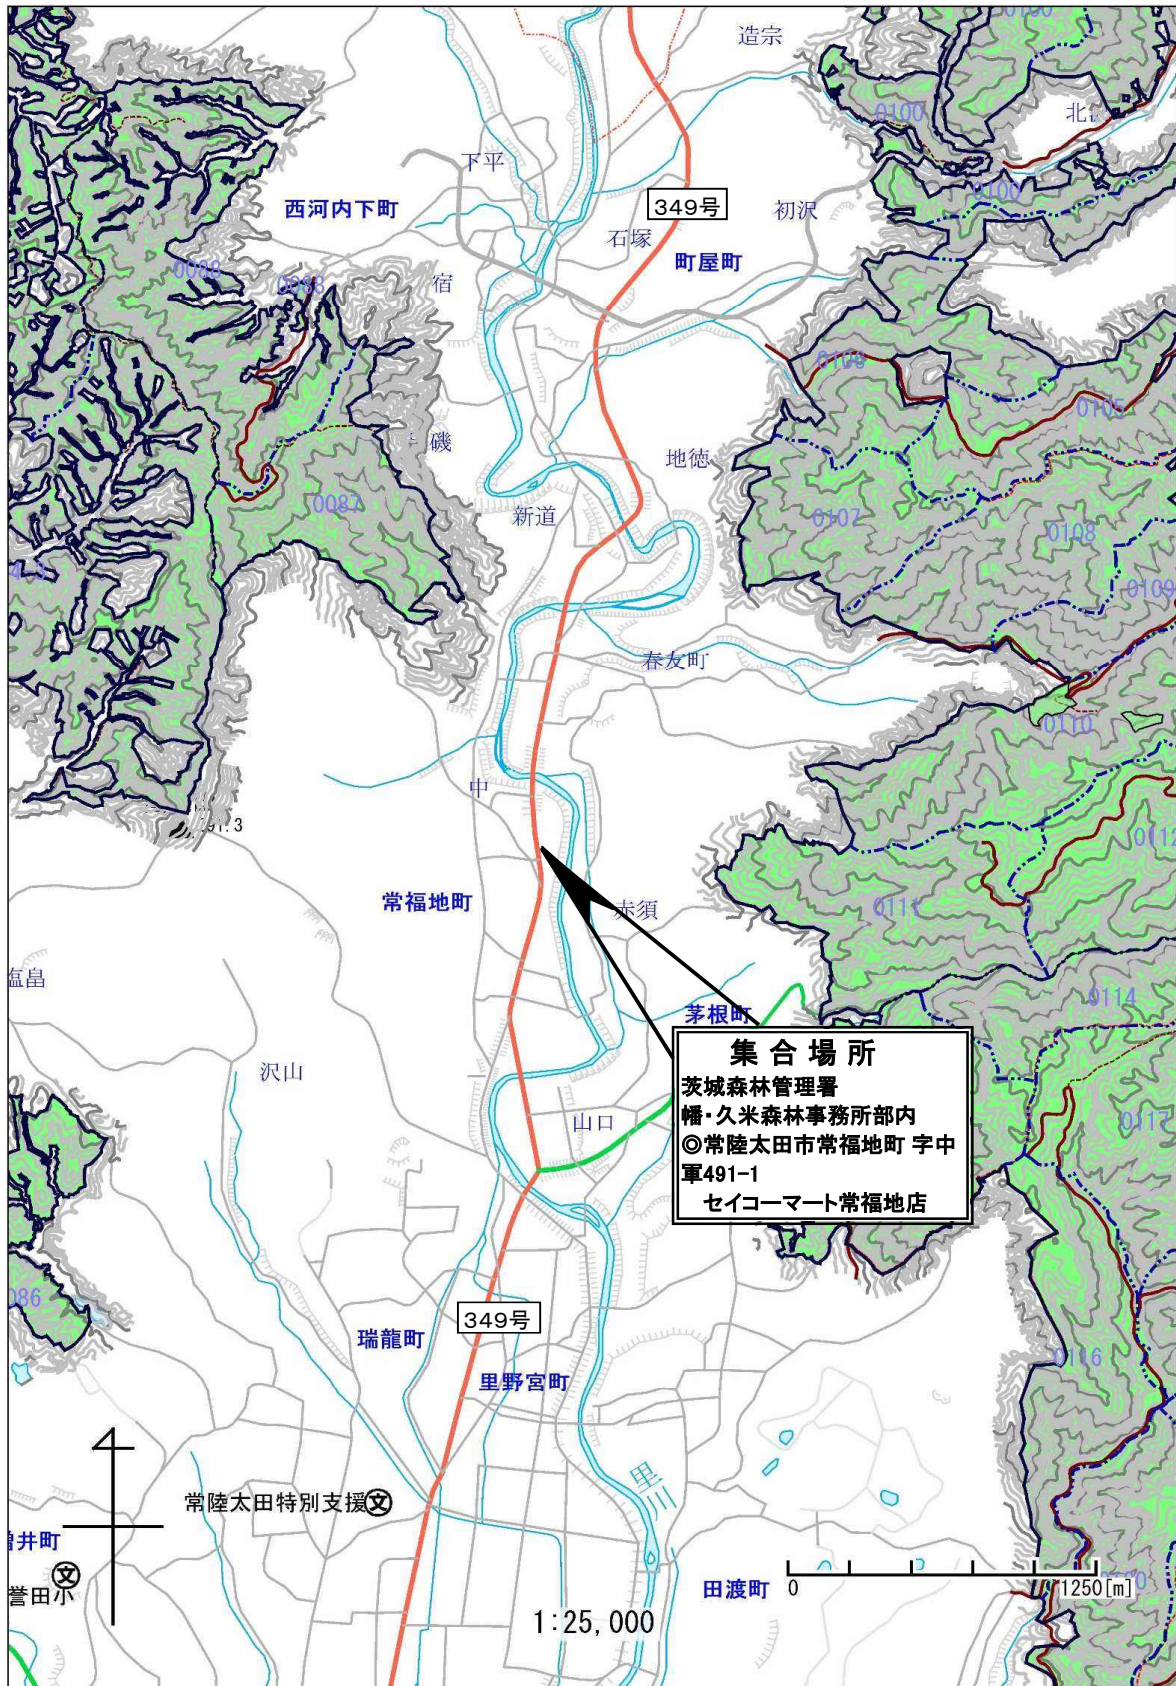 造宗
0100
北
下平
0100
西河内下町
349号
初沢
石塚
町屋町
0088
0088
宿
0106
0105
磯
地徳
0087
新道
0107
0108
0109
春友町
0110
中
0112
常福地町
赤須
0111
塩畠
0114
茅根町
沢山
山口
0117
集合場所
茨城森林管理署
幡・久米森林事務所部内
◎常陸太田市常福地町 字中
軍491-1
セイコーマート常福地店
086
349号
瑞龍町
里野宮町
0116
里川
常陸太田特別支援文
井町
文
誉田小
田渡町
0
1250[m]
1:25,000